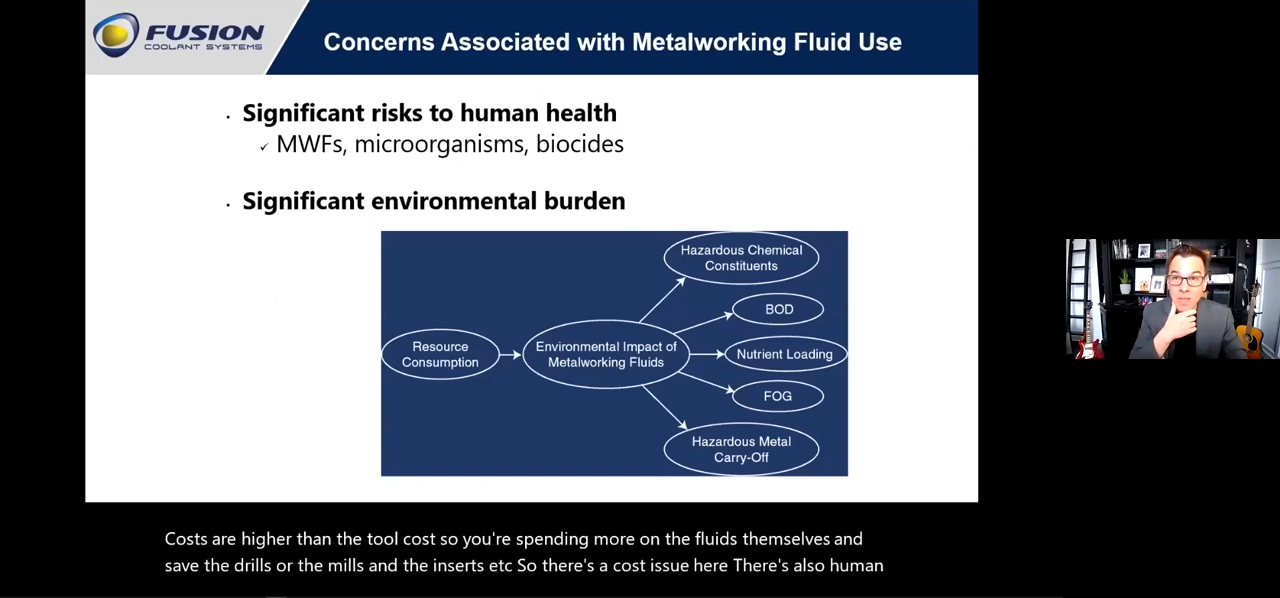 FUSION
COOLANT SYSTEMS
Concerns Associated with Metalworking Fluid Use
Significant risks to human health
MWFs, microorganisms, biocides
Significant environmental burden
Hazardous Chemical
Constituents
BOD
Resource
Consumption
Environmental Impact of
Metalworking Fluids
Nutrient Loading
FOG
Hazardous Metal
Carry-Off
Costs are higher than the tool cost so you're spending more on the fluids themselves and
save the drills or the mills and the inserts etc So there's a cost issue here There's also human